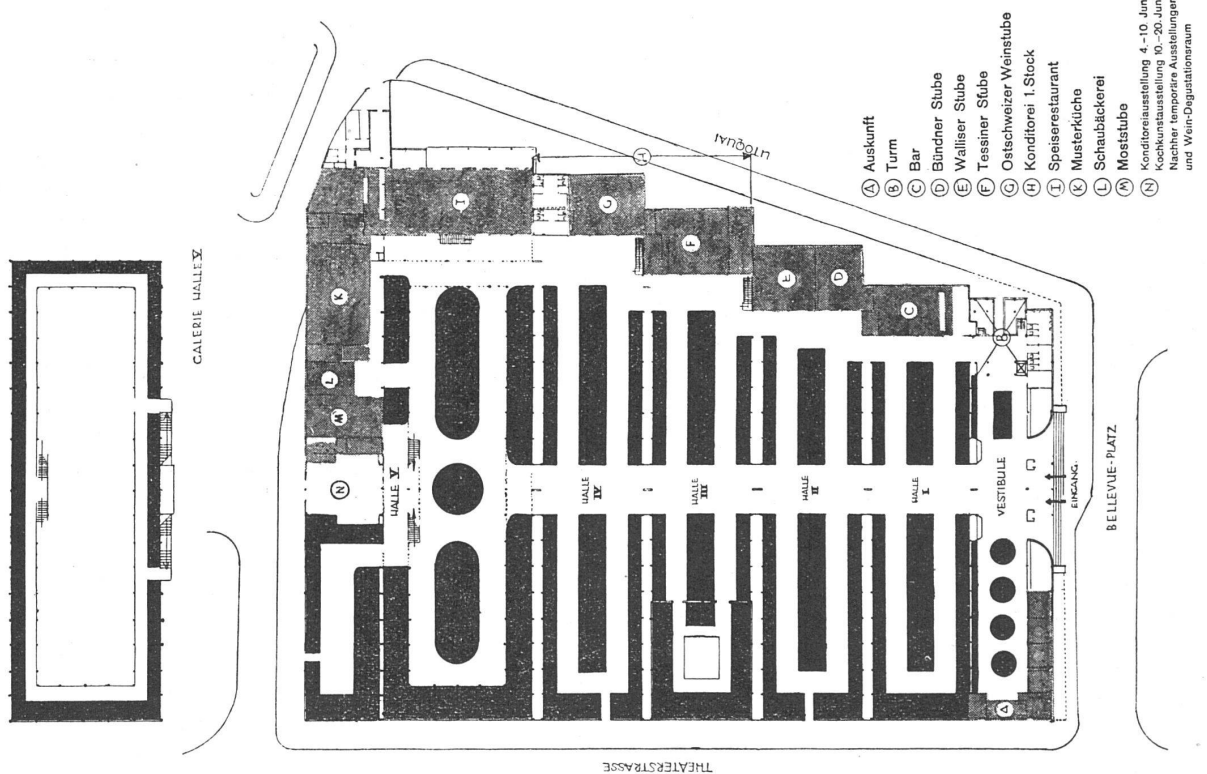 GALERIE HALLE V
N
M
L
K
I
G
H
UTOQUAI
F
E
D
C
B
HALLE V
HALLE IV
HALLE III
HALLE II
HALLE I
VESTIBULE
EINGANG.
BELLEVUE-PLATZ
A
THEATERSTRASSE
A Auskunft
B Turm
C Bar
D Bündner Stube
E Walliser Stube
F Tessiner Stube
G Ostschweizer Weinstube
H Konditorei 1. Stock
I Speiserestaurant
K Musterküche
L Schaubäckerei
M Moststube
N Konditoreiausstellung 4.–10. Jun
Kochkunstausstellung 10.–20. Jun
Nachher temporäre Ausstellungen
und Wein-Degustationsraum